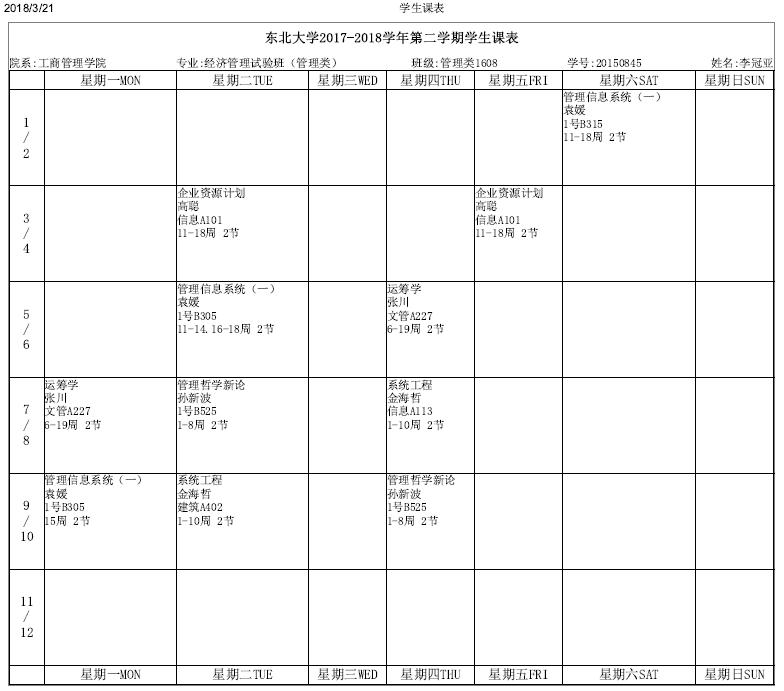 2018/3/21 学生课表
东北大学2017-2018学年第二学期学生课表
院系:工商管理学院 专业:经济管理试验班（管理类） 班级:管理类1608 学号:20150845 姓名:李冠亚
星期一MON 星期二TUE 星期三WED 星期四THU 星期五FRI 星期六SAT 星期日SUN
1
/
2
管理信息系统（一）
袁媛
1号B315
11-18周 2节
3
/
4
企业资源计划
高聪
信息A101
11-18周 2节
企业资源计划
高聪
信息A101
11-18周 2节
5
/
6
管理信息系统（一）
袁媛
1号B305
11-14.16-18周 2节
运筹学
张川
文管A227
6-19周 2节
7
/
8
运筹学
张川
文管A227
6-19周 2节
管理哲学新论
孙新波
1号B525
1-8周 2节
系统工程
金海哲
信息A113
1-10周 2节
9
/
10
管理信息系统（一）
袁媛
1号B305
15周 2节
系统工程
金海哲
建筑A402
1-10周 2节
管理哲学新论
孙新波
1号B525
1-8周 2节
11
/
12
星期一MON 星期二TUE 星期三WED 星期四THU 星期五FRI 星期六SAT 星期日SUN